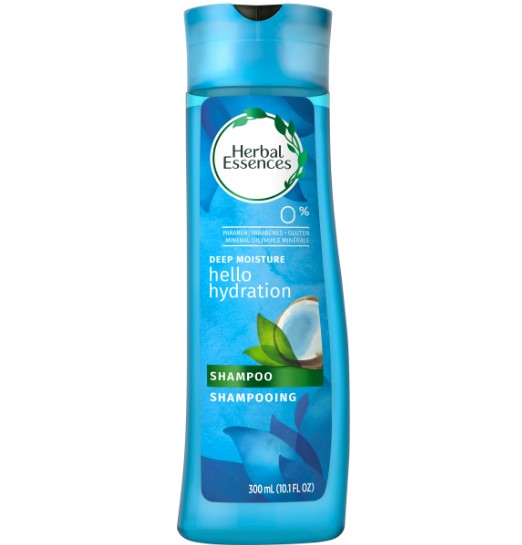 Herbal
Essences
0%
PARABEN/PARABÈNES • GLUTEN
MINERAL OIL/HUILE MINÉRALE
DEEP MOISTURE
hello
hydration
SHAMPOO
SHAMPOOING
300 mL (10.1 FL OZ)